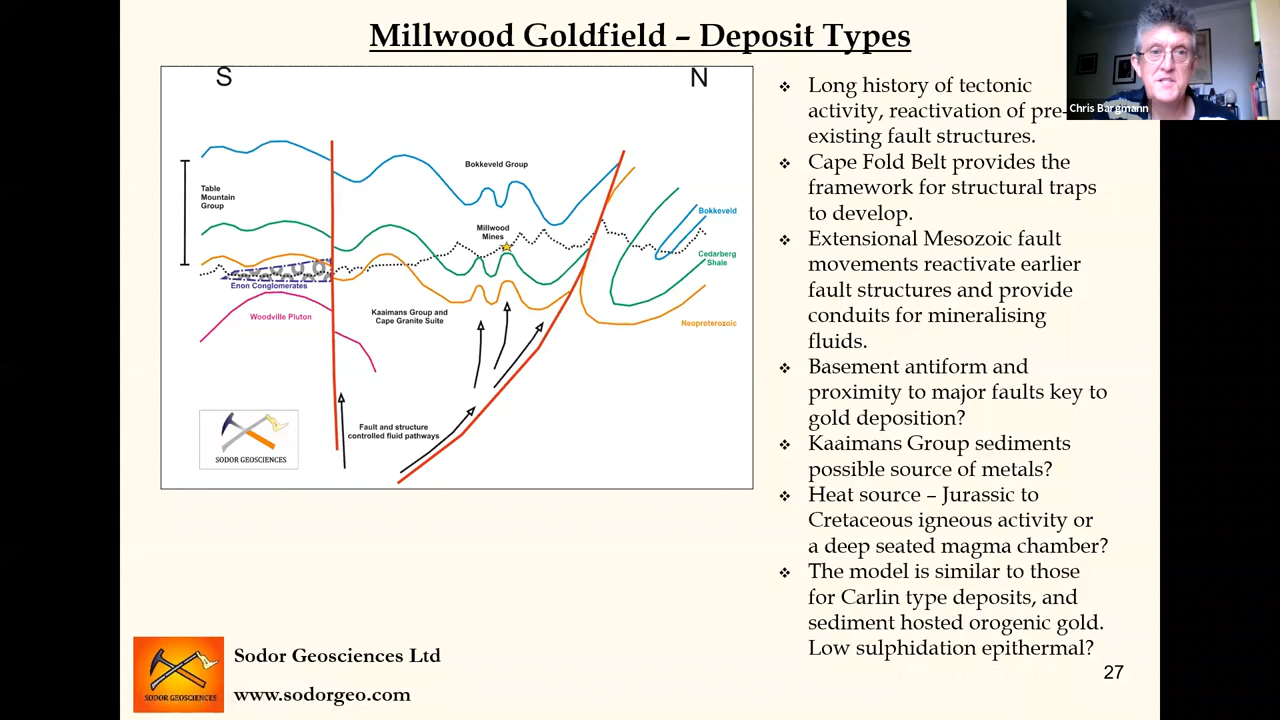 Millwood Goldfield – Deposit Types
S
N
Table
Mountain
Group
Bokkeveld Group
Millwood
Mines
Bokkeveld
Cedarberg
Shale
Enon Conglomerates
Woodville Pluton
Kaaimans Group and
Cape Granite Suite
Neoproterozoic
Fault and structure
controlled fluid pathways
SODOR GEOSCIENCES
❖ Long history of tectonic
activity, reactivation of pre-
existing fault structures.
❖ Cape Fold Belt provides the
framework for structural traps
to develop.
❖ Extensional Mesozoic fault
movements reactivate earlier
fault structures and provide
conduits for mineralising
fluids.
❖ Basement antiform and
proximity to major faults key to
gold deposition?
❖ Kaaimans Group sediments
possible source of metals?
❖ Heat source – Jurassic to
Cretaceous igneous activity or
a deep seated magma chamber?
❖ The model is similar to those
for Carlin type deposits, and
sediment hosted orogenic gold.
Low sulphidation epithermal?
Chris Bargmann
SODOR GEOSCIENCES
Sodor Geosciences Ltd
www.sodorgeo.com
27